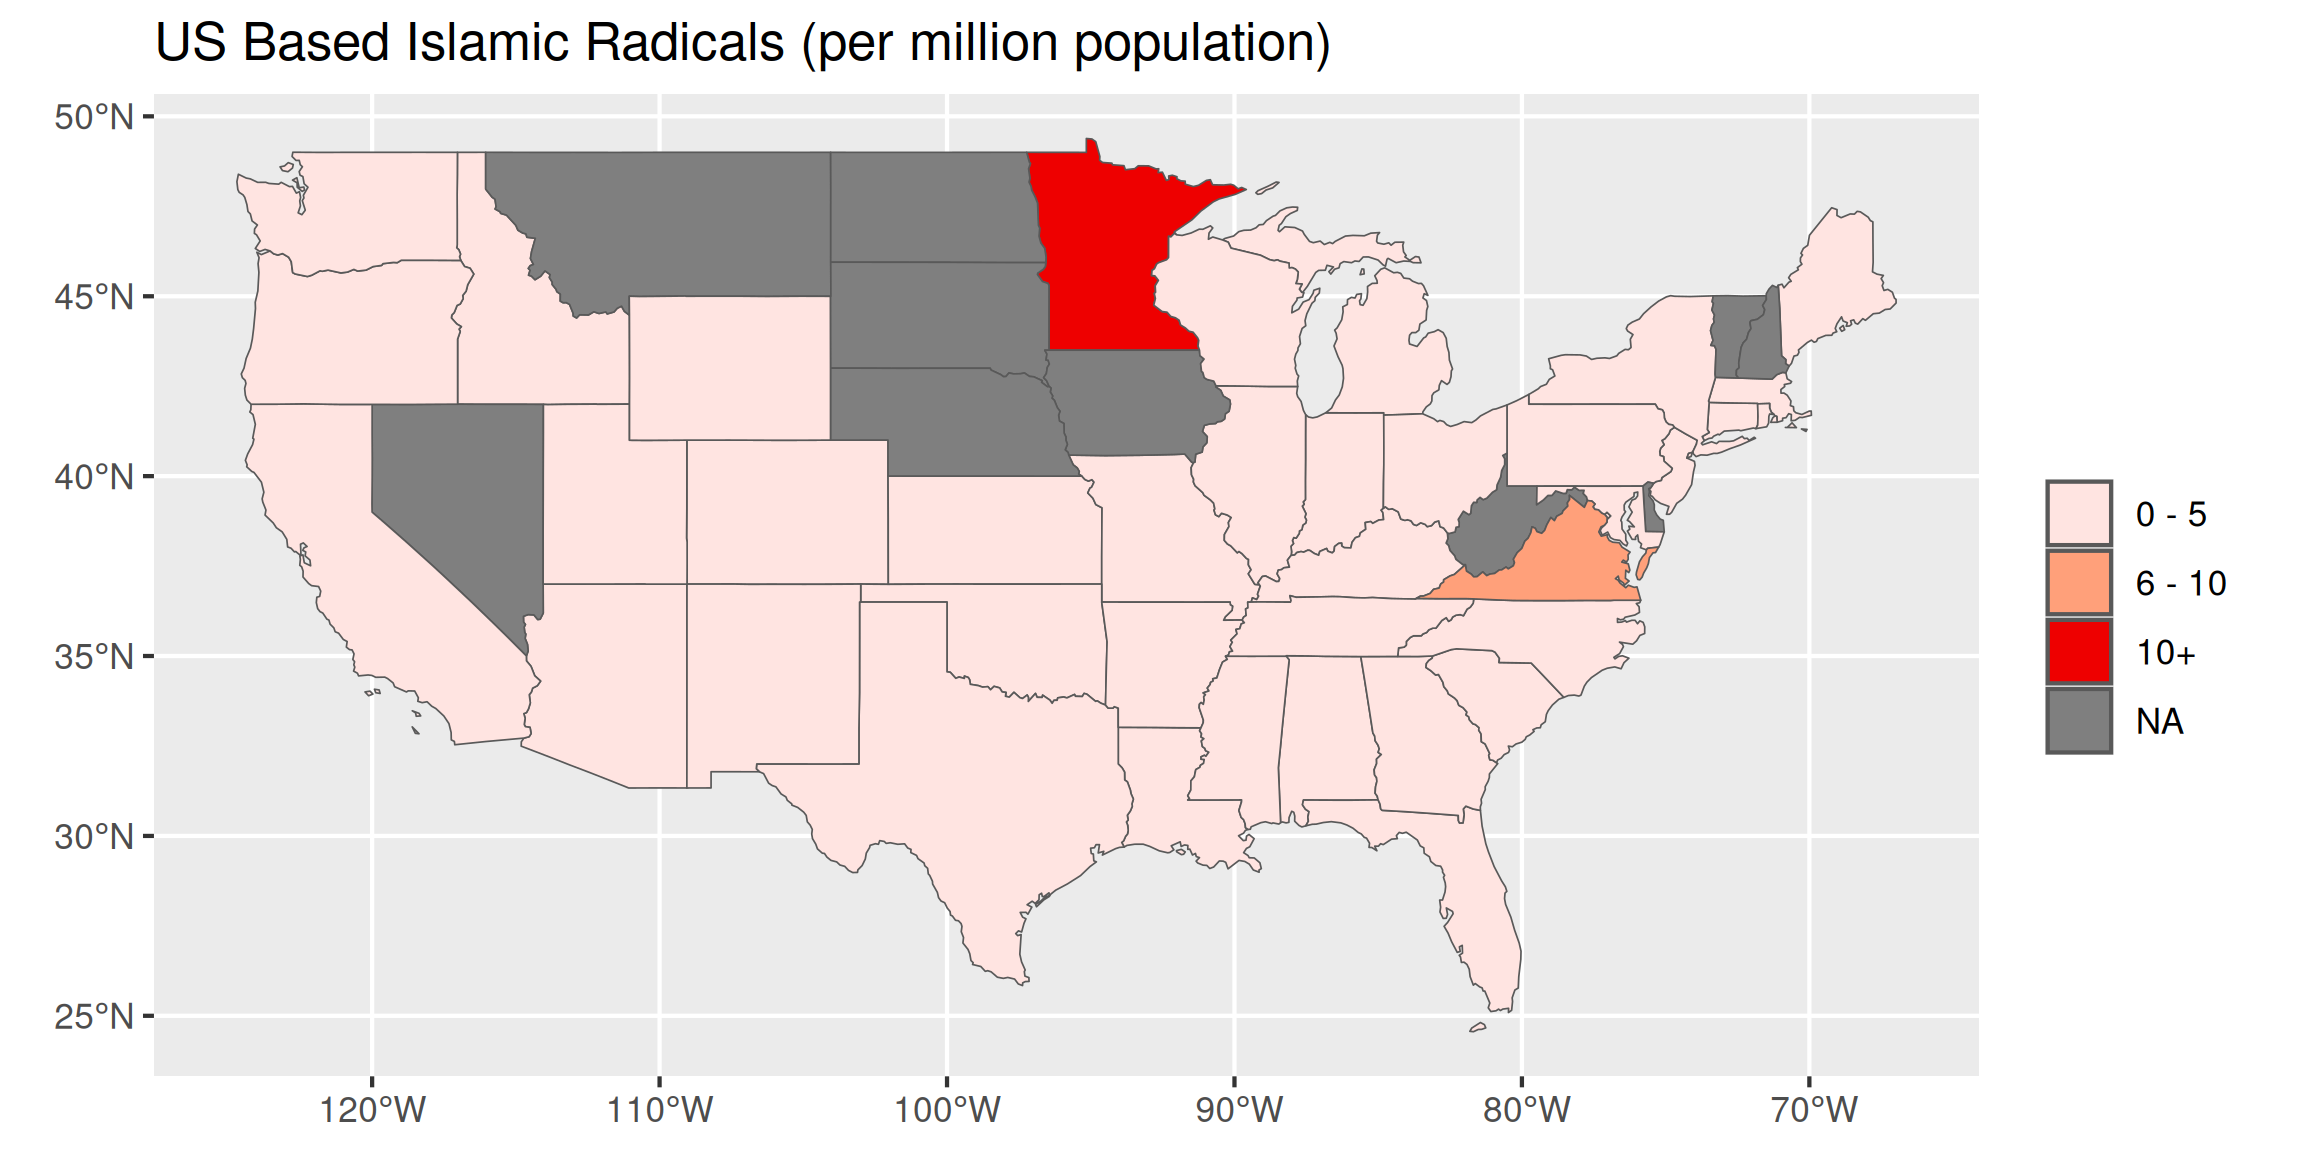 US Based Islamic Radicals (per million population)
50°N
45°N
40°N
35°N
30°N
25°N
120°W
110°W
100°W
90°W
80°W
70°W
0 - 5
6 - 10
10+
NA